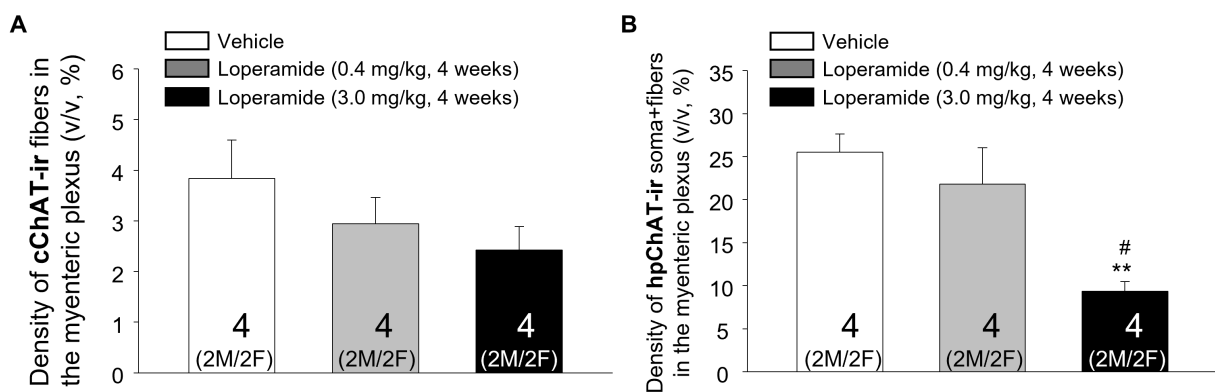 A
Vehicle
Loperamide (0.4 mg/kg, 4 weeks)
Loperamide (3.0 mg/kg, 4 weeks)
Density of cChAT-ir fibers in
the myenteric plexus (v/v, %)
6
5
4
3
2
1
0
4
(2M/2F)
4
(2M/2F)
4
(2M/2F)
B
Vehicle
Loperamide (0.4 mg/kg, 4 weeks)
Loperamide (3.0 mg/kg, 4 weeks)
Density of hpChAT-ir soma+fibers
in the myenteric plexus (v/v, %)
35
30
25
20
15
10
5
0
#
**
4
(2M/2F)
4
(2M/2F)
4
(2M/2F)